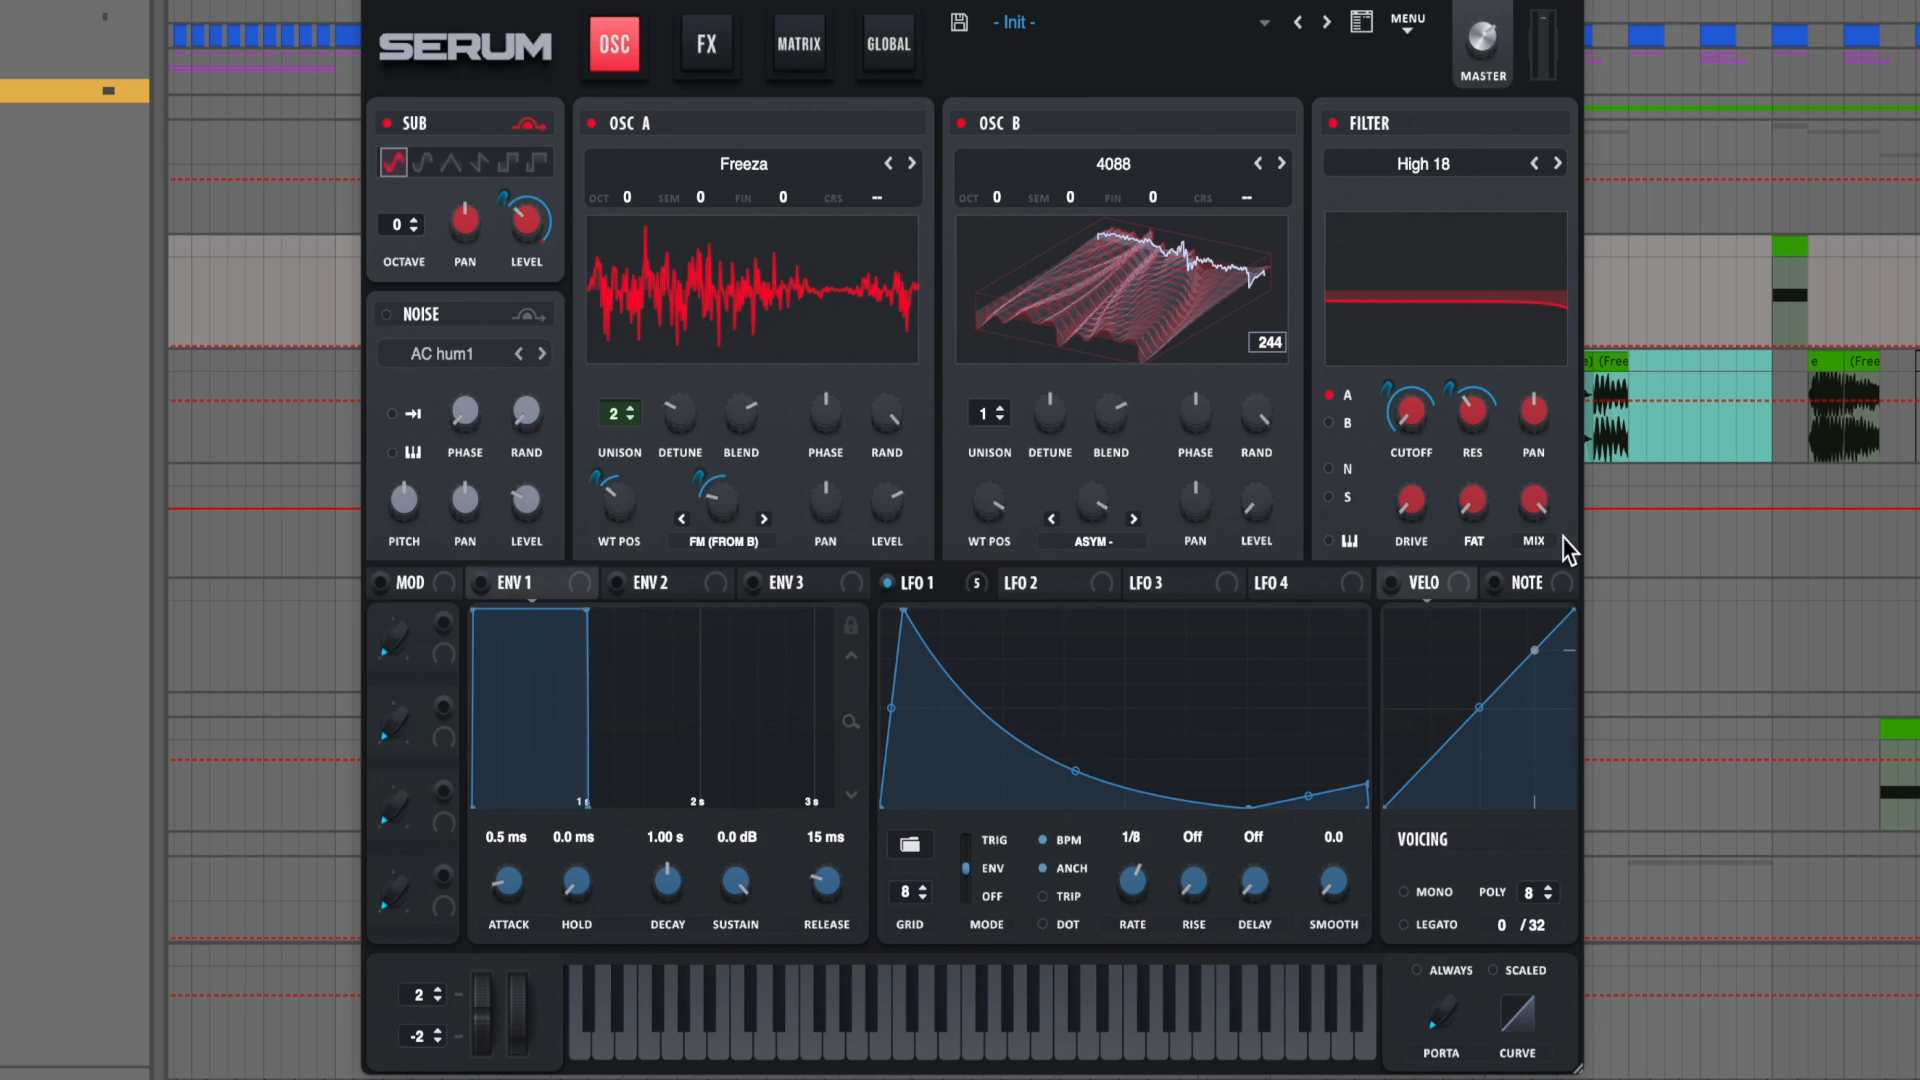 SERUM
OSC
FX
MATRIX
GLOBAL
- Init -
MENU
MASTER
SUB
OSC A
OSC B
FILTER
Freeza
4088
High 18
OCT 0 SEM 0 FIN 0 CRS --
OCT 0 SEM 0 FIN 0 CRS --
0
OCTAVE PAN LEVEL
NOISE
AC hum1
244
e) (Free
e (Free
A
B
N
S
2
1
PHASE RAND
UNISON DETUNE BLEND PHASE RAND
UNISON DETUNE BLEND PHASE RAND
CUTOFF RES PAN
PITCH PAN LEVEL
WT POS FM (FROM B) PAN LEVEL
WT POS ASYM - PAN LEVEL
DRIVE FAT MIX
MOD ENV 1 ENV 2 ENV 3 LFO 1 5 LFO 2 LFO 3 LFO 4 VELO NOTE
1 s 2 s 3 s
0.5 ms 0.0 ms 1.00 s 0.0 dB 15 ms
ATTACK HOLD DECAY SUSTAIN RELEASE
8
GRID
TRIG
ENV
OFF
MODE
BPM
ANCH
TRIP
DOT
1/8 Off Off 0.0
RATE RISE DELAY SMOOTH
VOICING
MONO POLY 8
LEGATO 0 / 32
2
-2
ALWAYS SCALED
PORTA CURVE